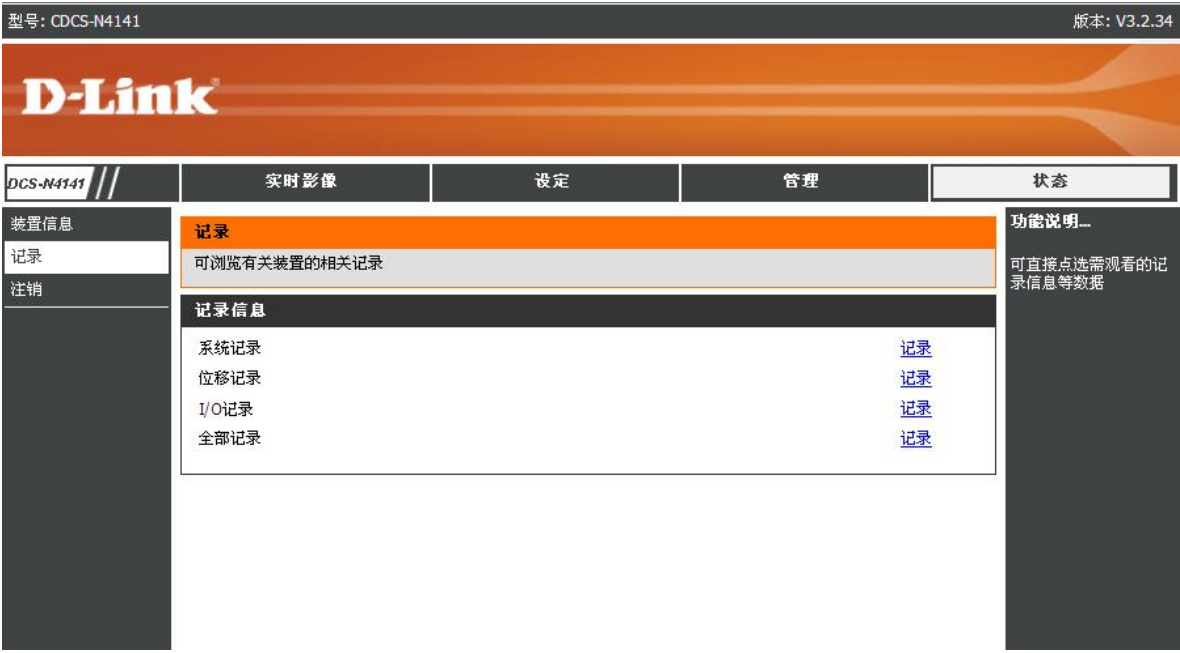 型号: CDCS-N4141
版本: V3.2.34
D-Link
DCS-N4141
实时影像
设定
管理
状态
装置信息
记录
注销
记录
可浏览有关装置的相关记录
记录信息
系统记录 记录
位移记录 记录
I/O记录 记录
全部记录 记录
功能说明...
可直接点选需观看的记
录信息等数据